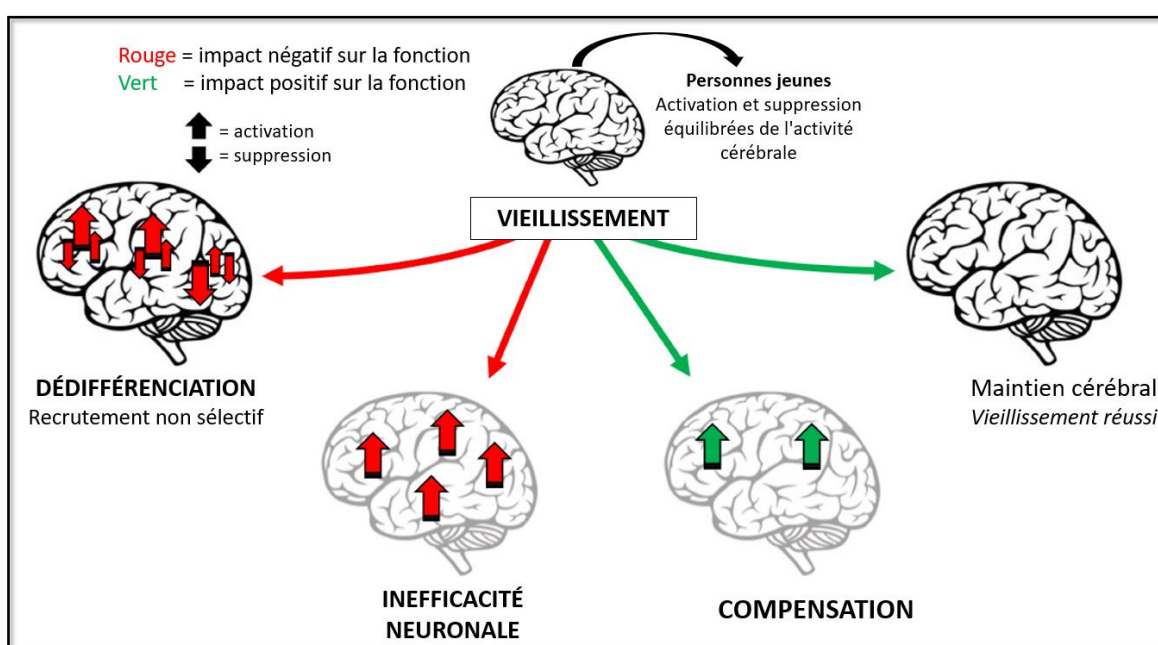 Rouge = impact négatif sur la fonction
Vert = impact positif sur la fonction
= activation
= suppression
Personnes jeunes
Activation et suppression
équilibrées de l'activité
cérébrale
VIEILLISSEMENT
DÉDIFFÉRENCIATION
Recrutement non sélectif
INEFFICACITÉ
NEURONALE
COMPENSATION
Maintien cérébral
Vieillissement réussi